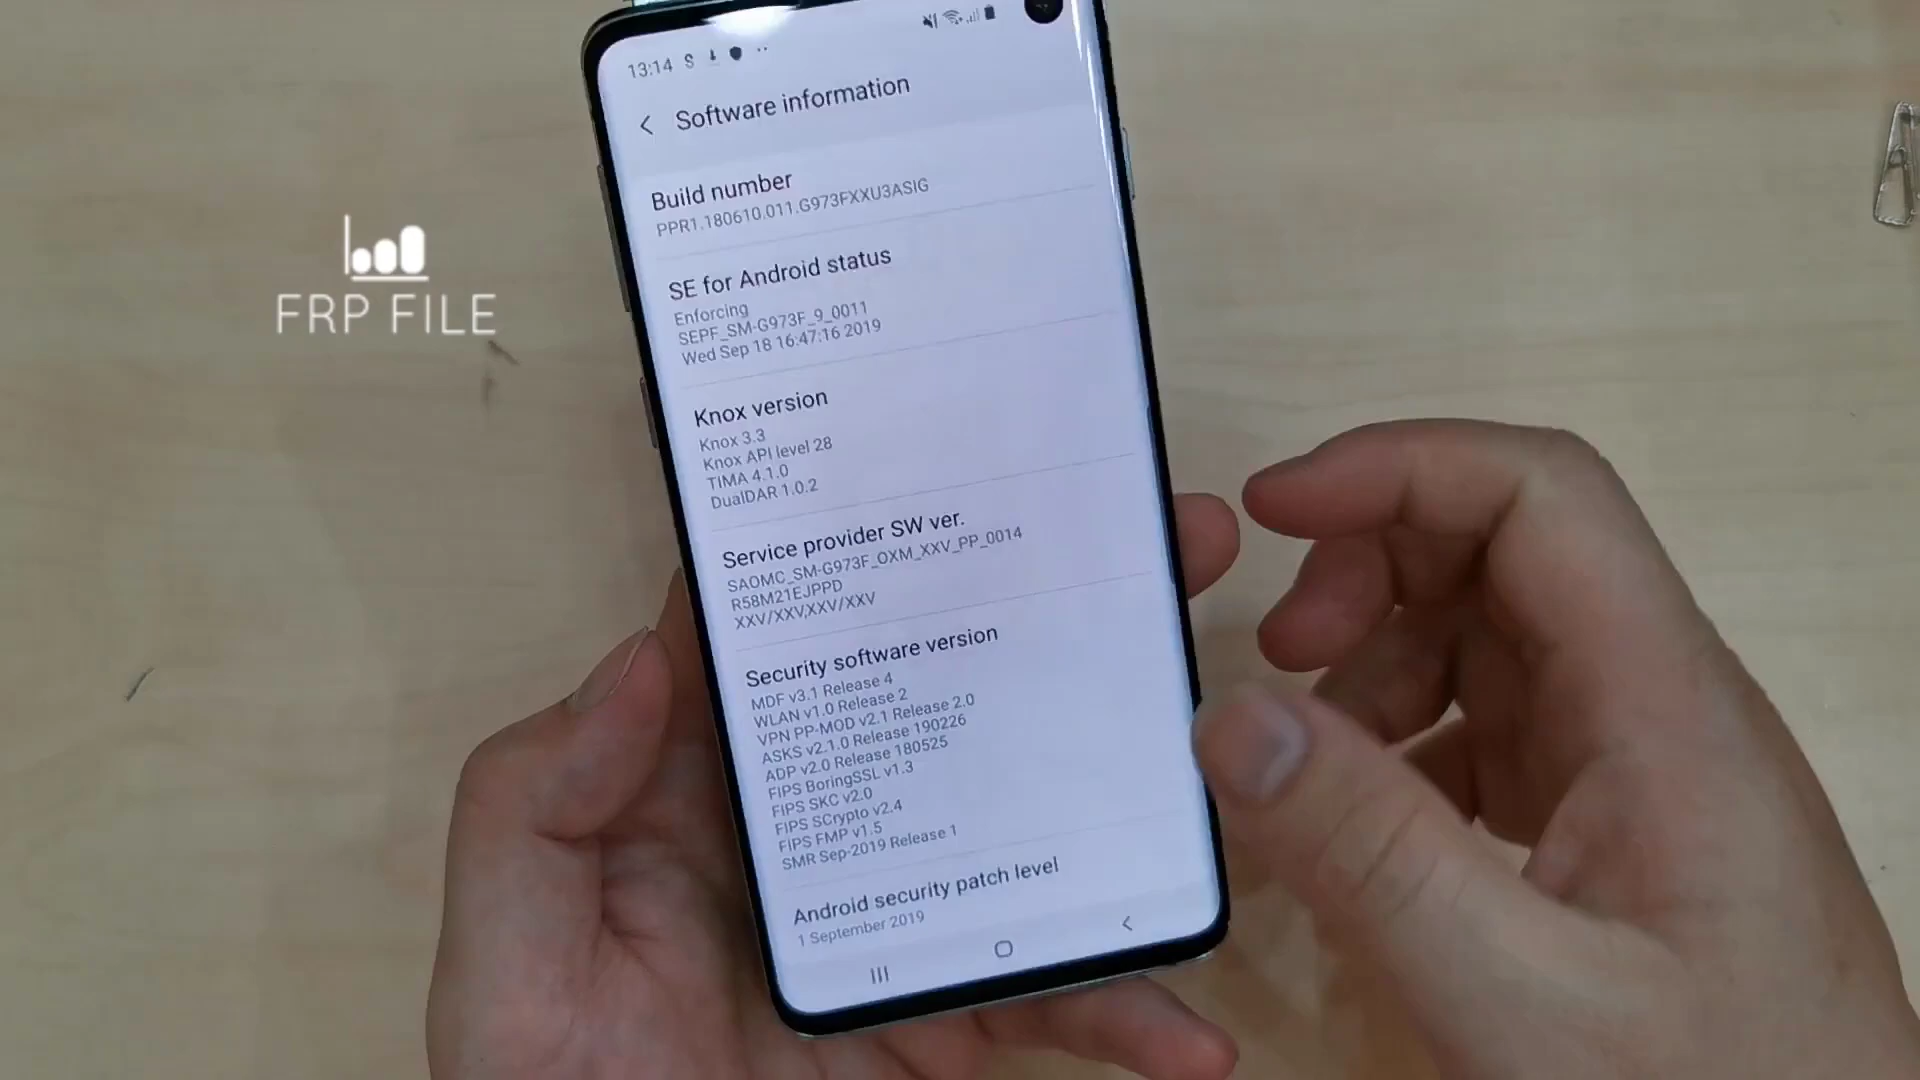 13:14
Software information
Build number
PPR1.180610.011.G973FXXU3ASIG
SE for Android status
Enforcing
SEPF_SM-G973F_9_0011
Wed Sep 18 16:47:16 2019
Knox version
Knox 3.3
Knox API level 28
TIMA 4.1.0
DualDAR 1.0.2
Service provider SW ver.
SAOMC_SM-G973F_OXM_XXV_PP_0014
R58M21EJPPD
XXV/XXV,XXV/XXV
Security software version
MDF v3.1 Release 4
WLAN v1.0 Release 2
VPN PP-MOD v2.1 Release 2.0
ASKS v2.1.0 Release 190226
ADP v2.0 Release 180525
FIPS BoringSSL v1.3
FIPS SKC v2.0
FIPS SCrypto v2.4
FIPS FMP v1.5
SMR Sep-2019 Release 1
Android security patch level
1 September 2019
FRP FILE